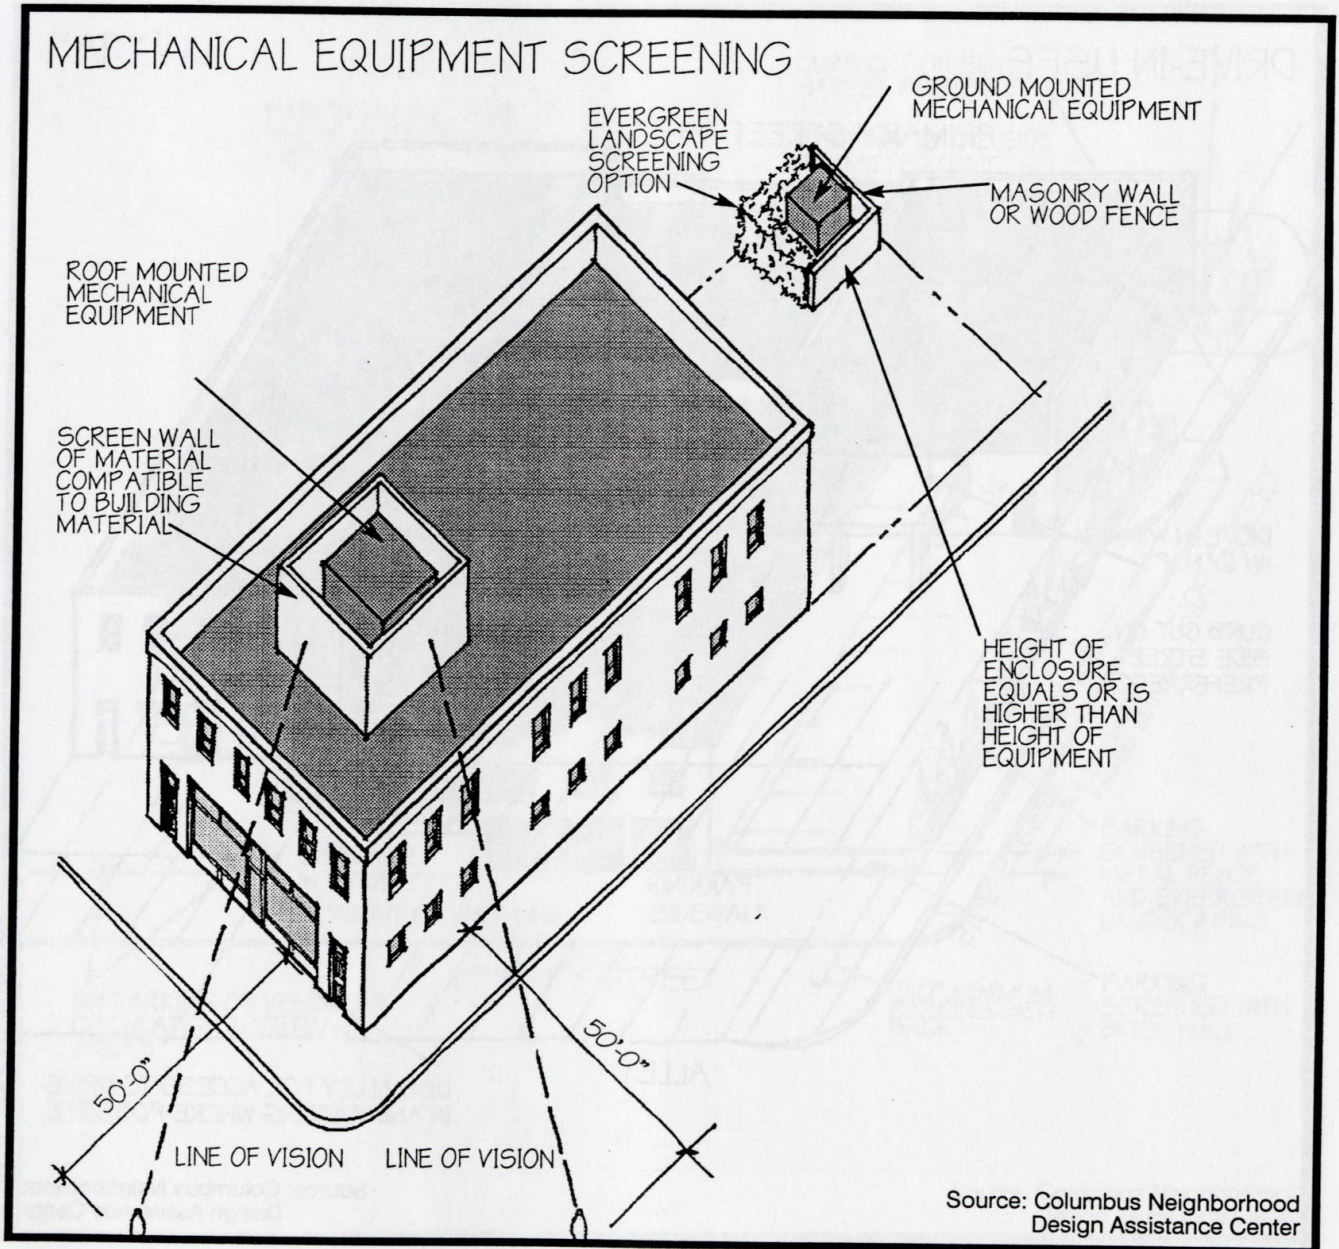 MECHANICAL EQUIPMENT SCREENING
GROUND MOUNTED
MECHANICAL EQUIPMENT
EVERGREEN
LANDSCAPE
SCREENING
OPTION
MASONRY WALL
OR WOOD FENCE
ROOF MOUNTED
MECHANICAL
EQUIPMENT
SCREEN WALL
OF MATERIAL
COMPATIBLE
TO BUILDING
MATERIAL
HEIGHT OF
ENCLOSURE
EQUALS OR IS
HIGHER THAN
HEIGHT OF
EQUIPMENT
50'-0"
50'-0"
LINE OF VISION
LINE OF VISION
Source: Columbus Neighborhood
Design Assistance Center